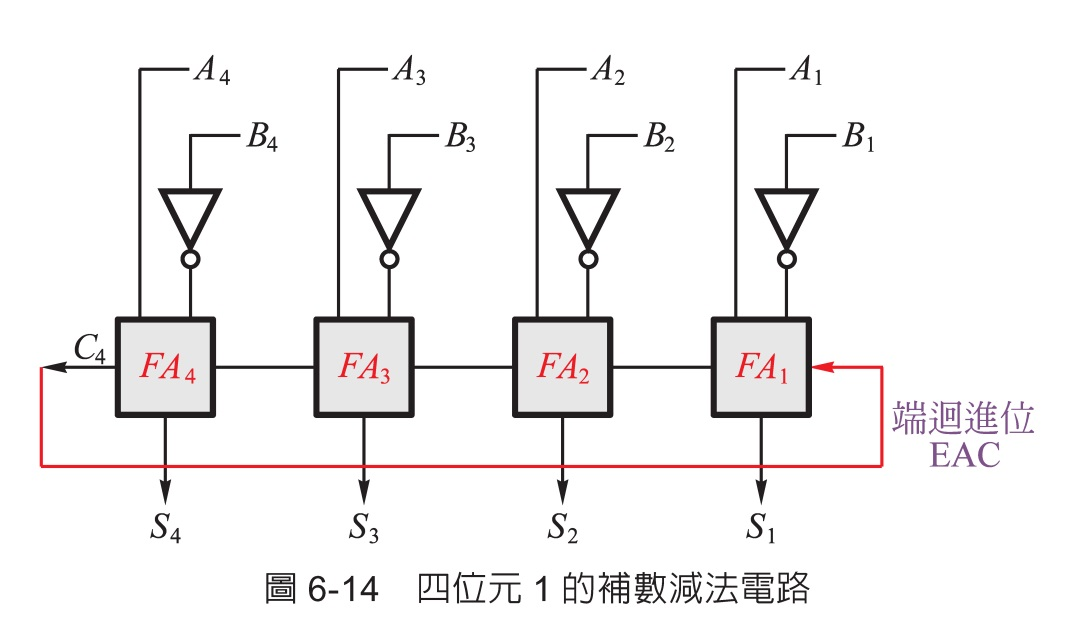 A₄ A₃ A₂ A₁
B₄ B₃ B₂ B₁
C₄ FA₄ FA₃ FA₂ FA₁
端迴進位
EAC
S₄ S₃ S₂ S₁
圖 6-14 四位元 1 的補數減法電路